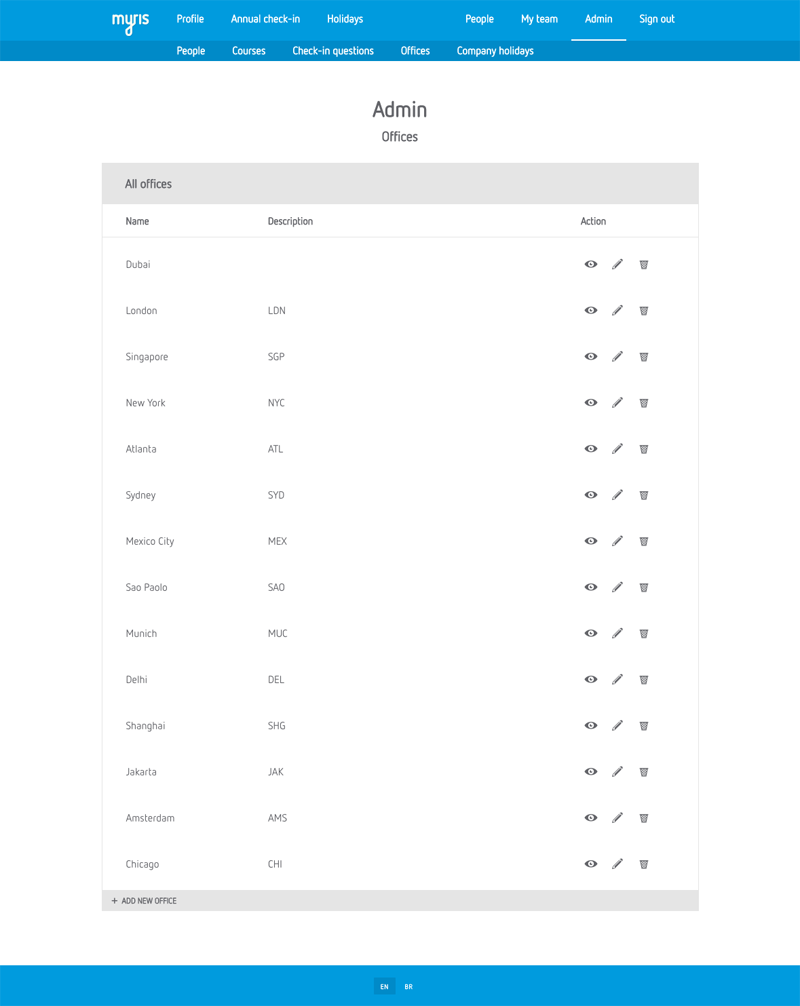 myris Profile Annual check-in Holidays People My team Admin Sign out
People Courses Check-in questions Offices Company holidays
Admin
Offices
All offices
Name Description Action
Dubai
London LDN
Singapore SGP
New York NYC
Atlanta ATL
Sydney SYD
Mexico City MEX
Sao Paolo SAO
Munich MUC
Delhi DEL
Shanghai SHG
Jakarta JAK
Amsterdam AMS
Chicago CHI
+ ADD NEW OFFICE
EN BR